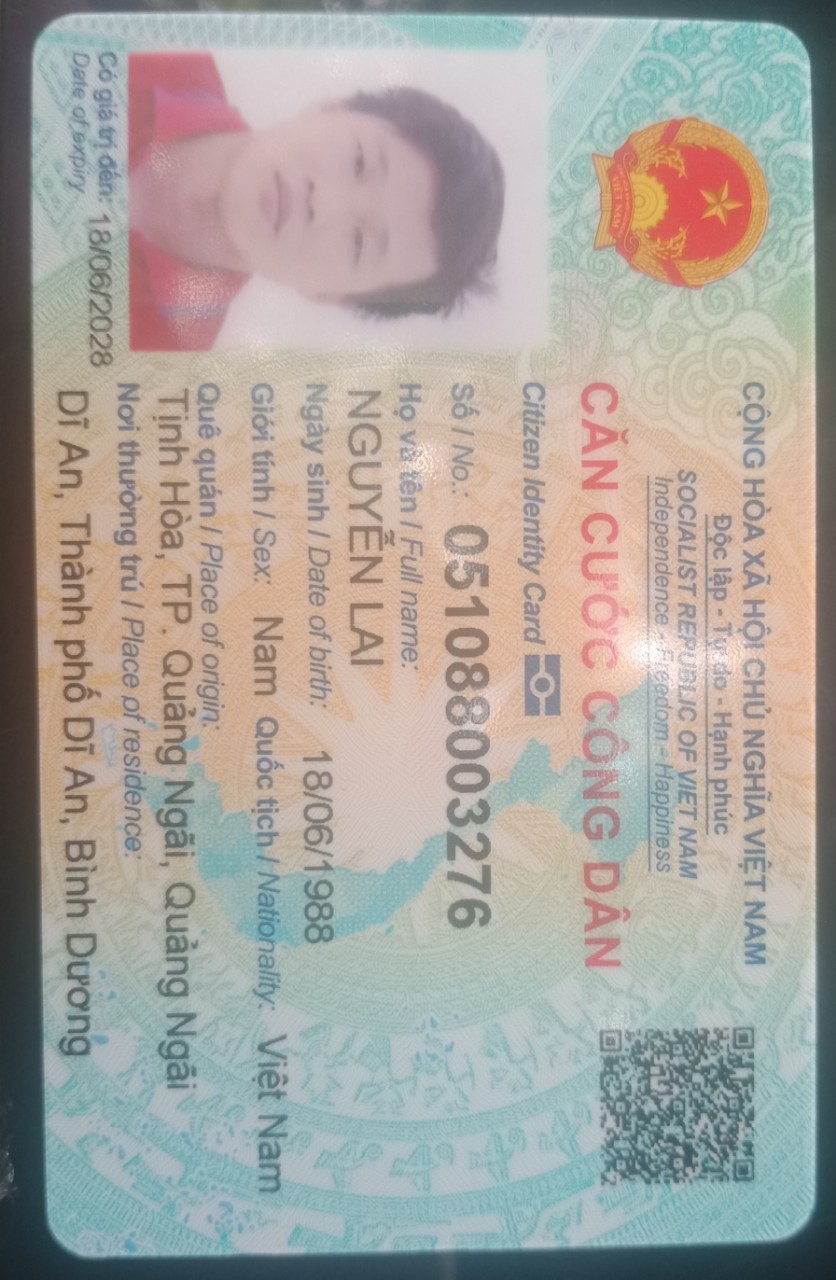 CỘNG HÒA XÃ HỘI CHỦ NGHĨA VIỆT NAM
Độc lập - Tự do - Hạnh phúc
SOCIALIST REPUBLIC OF VIET NAM
Independence - Freedom - Happiness
CĂN CƯỚC CÔNG DÂN
Citizen Identity Card
Số / No.: 051088003276
Họ và tên / Full name:
NGUYỄN LAI
Ngày sinh / Date of birth: 18/06/1988
Giới tính / Sex: Nam Quốc tịch / Nationality: Việt Nam
Quê quán / Place of origin:
Tịnh Hòa, TP. Quảng Ngãi, Quảng Ngãi
Nơi thường trú / Place of residence:
Dĩ An, Thành phố Dĩ An, Bình Dương
Có giá trị đến: 18/06/2028
Date of expiry
VIỆT NAM